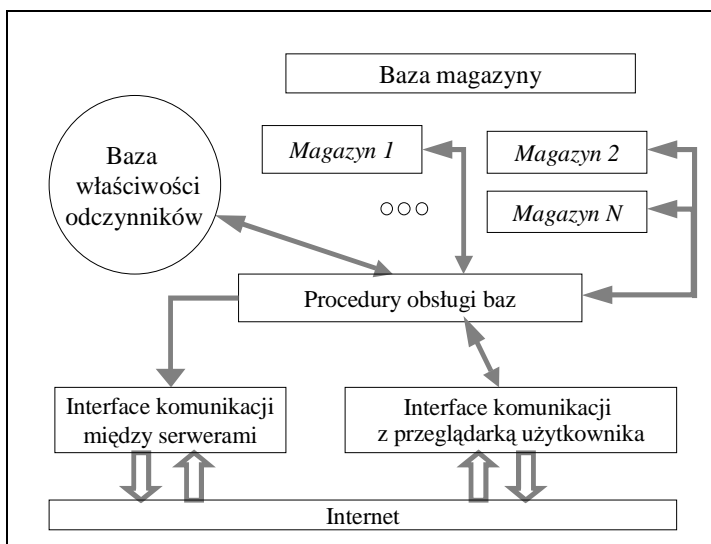 Baza magazyny
Baza
właściwości
odczynników
Magazyn 1
Magazyn 2
Magazyn N
Procedury obsługi baz
Interface komunikacji
między serwerami
Interface komunikacji
z przeglądarką użytkownika
Internet